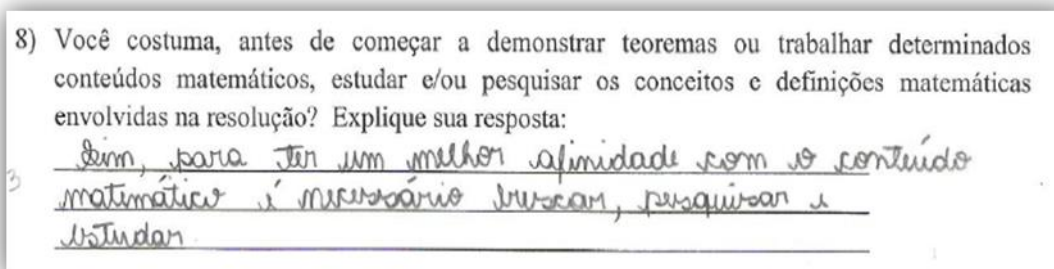 8) Você costuma, antes de começar a demonstrar teoremas ou trabalhar determinados
conteúdos matemáticos, estudar e/ou pesquisar os conceitos e definições matemáticas
envolvidas na resolução? Explique sua resposta:
Sim, para ter um melhor afinidade com o conteúdo
3 matemático é necessário buscar, pesquisar e
estudar.